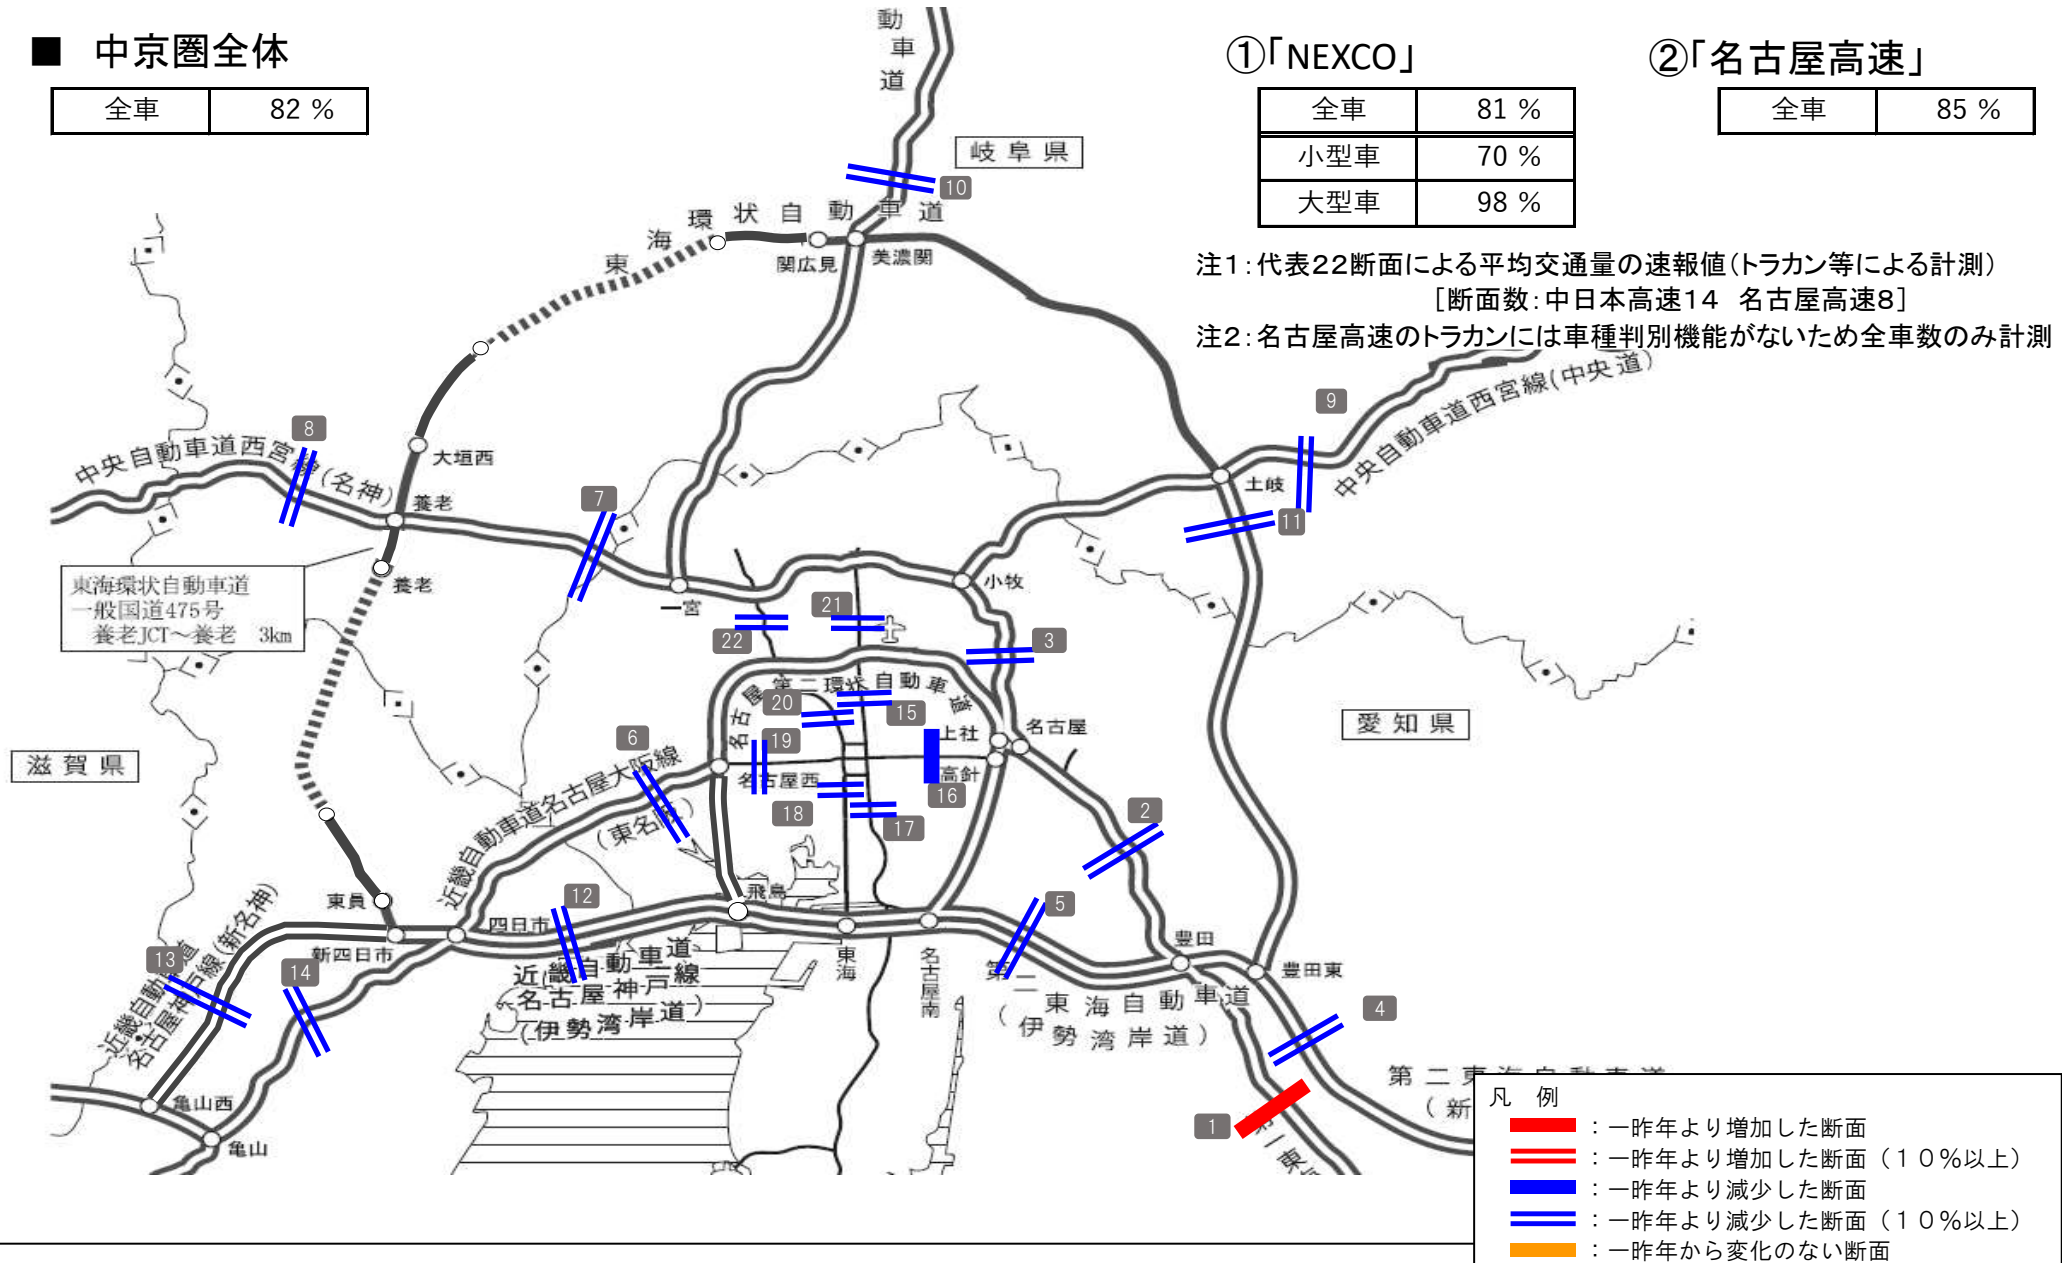 ■ 中京圏全体
全車 82 %
①「NEXCO」
全車 81 %
小型車 70 %
大型車 98 %
②「名古屋高速」
全車 85 %
注1：代表22断面による平均交通量の速報値（トラカン等による計測）
［断面数：中日本高速14 名古屋高速8］
注2：名古屋高速のトラカンには車種判別機能がないため全車数のみ計測
動車道
岐阜県
10
東海環状自動車道
関広見
美濃関
9
中央自動車道西宮線(中央道)
8
中央自動車道西宮線(名神)
大垣西
養老
7
土岐
11
養老
東海環状自動車道
一般国道475号
養老JCT～養老 3km
一宮
小牧
21
22
3
名古屋第二環状自動車道
20
15
名古屋
上社
愛知県
滋賀県
6
19
名古屋西
高針
16
近畿自動車道名古屋大阪線
(東名阪)
18
17
2
飛島
東員
12
5
四日市
新四日市
豊田
豊田東
13
14
近畿自動車道
名古屋神戸線(新名神)
近畿自動車道
名古屋神戸線
(伊勢湾岸道)
東海
名古屋南
第二東海自動車道
(伊勢湾岸道)
4
亀山西
亀山
1
第二東海自動車道
(新
第一東
凡 例
：一昨年より増加した断面
：一昨年より増加した断面（１０％以上）
：一昨年より減少した断面
：一昨年より減少した断面（１０％以上）
：一昨年から変化のない断面